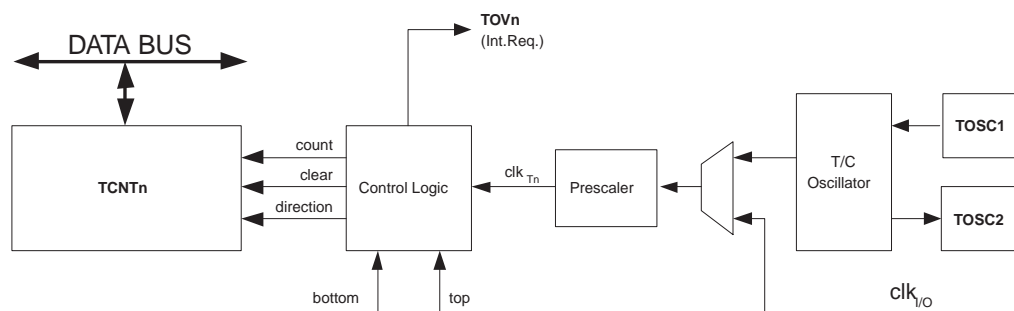 TOVn
(Int.Req.)
DATA BUS
TCNTn
count
clear
direction
Control Logic
clk Tn
Prescaler
T/C
Oscillator
TOSC1
TOSC2
bottom
top
clk I/O